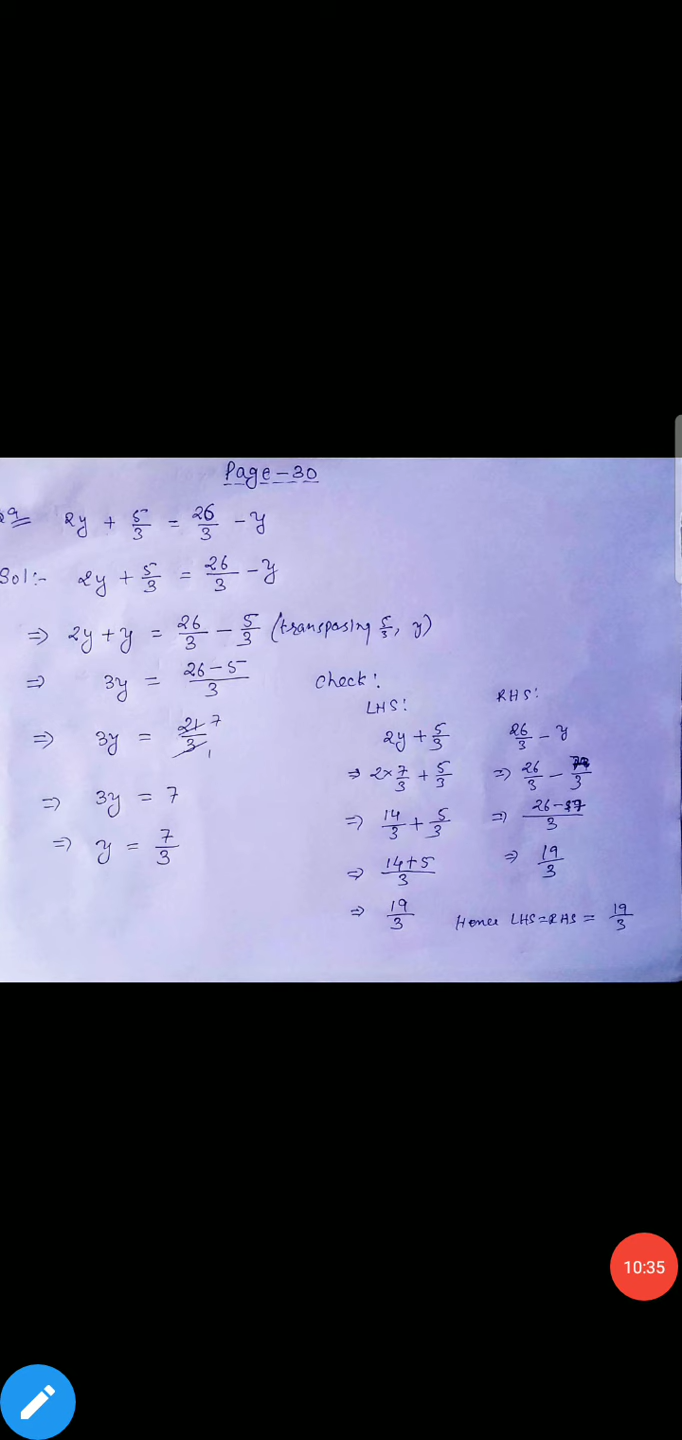 Page-30
29 2y + 5/3 = 26/3 - y
Sol:- 2y + 5/3 = 26/3 - y
⇒ 2y + y = 26/3 - 5/3 (transposing 5/3, y)
⇒ 3y = (26-5)/3
⇒ 3y = 21/3 7 1
⇒ 3y = 7
⇒ y = 7/3
Check:
LHS:
2y + 5/3
⇒ 2 × 7/3 + 5/3
⇒ 14/3 + 5/3
⇒ (14+5)/3
⇒ 19/3
RHS:
26/3 - y
⇒ 26/3 - 7/3
⇒ (26-7)/3
⇒ 19/3
Hence LHS = RHS = 19/3
10:35